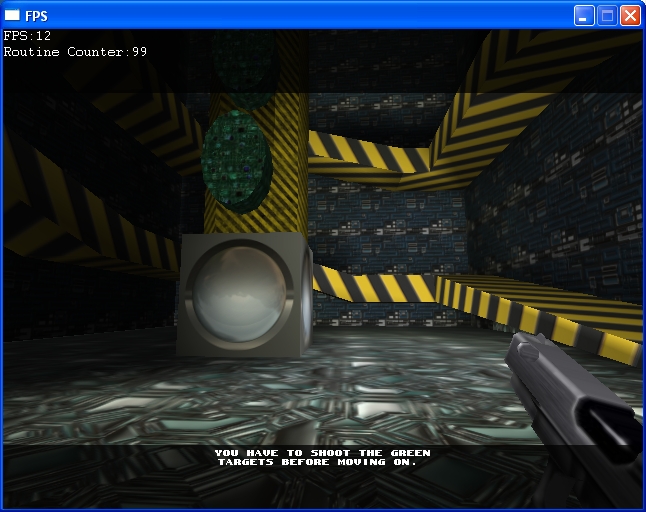 FPS
FPS:12
Routine Counter:99
YOU HAVE TO SHOOT THE GREEN
TARGETS BEFORE MOVING ON.